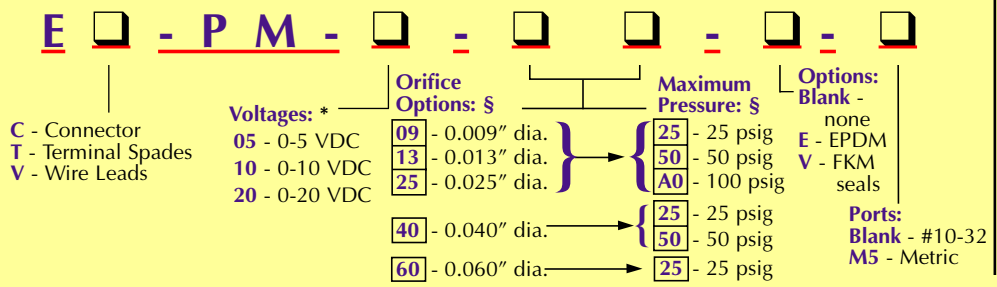 E ❑ - P M - ❑ - ❑ ❑ - ❑ - ❑
C - Connector
T - Terminal Spades
V - Wire Leads
Voltages: *
05 - 0-5 VDC
10 - 0-10 VDC
20 - 0-20 VDC
Orifice
Options: §
09 - 0.009″ dia.
13 - 0.013″ dia.
25 - 0.025″ dia.
40 - 0.040″ dia.
60 - 0.060″ dia.
Maximum
Pressure: §
25 - 25 psig
50 - 50 psig
A0 - 100 psig
25 - 25 psig
50 - 50 psig
25 - 25 psig
Options:
Blank -
none
E - EPDM
V - FKM
seals
Ports:
Blank - #10-32
M5 - Metric